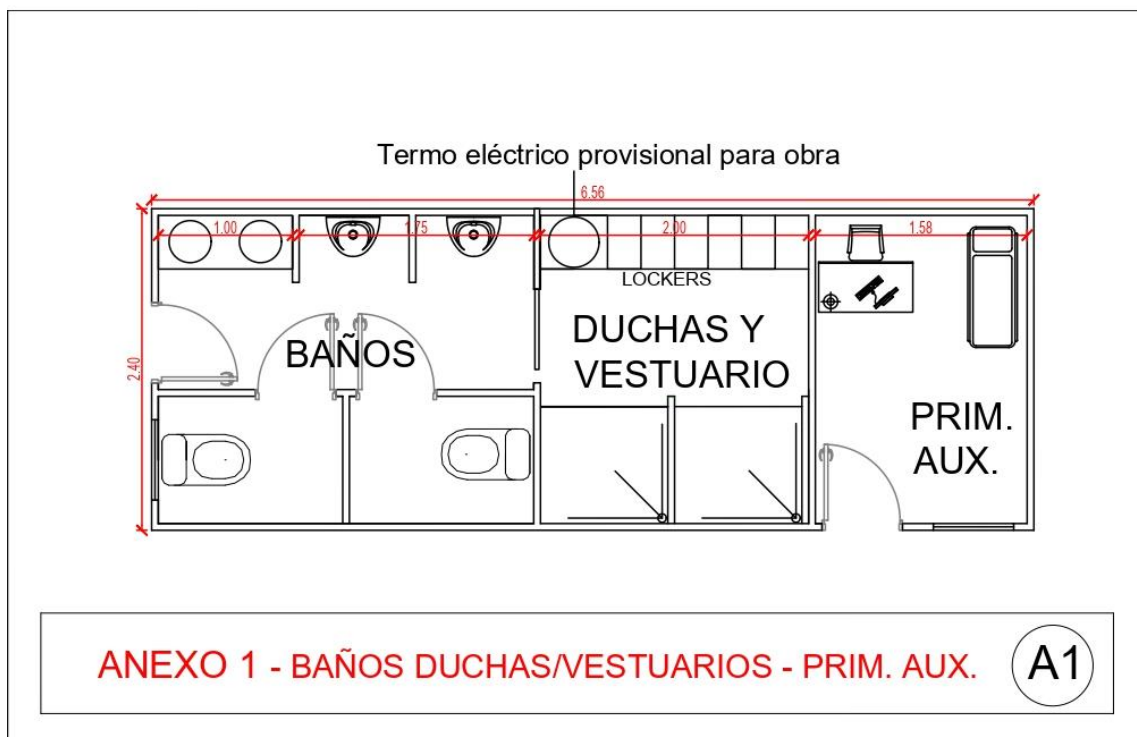 Termo eléctrico provisional para obra
6.56
1.00
1.75
2.00
1.58
2.40
LOCKERS
BAÑOS
DUCHAS Y
VESTUARIO
PRIM.
AUX.
ANEXO 1 - BAÑOS DUCHAS/VESTUARIOS - PRIM. AUX.
A1